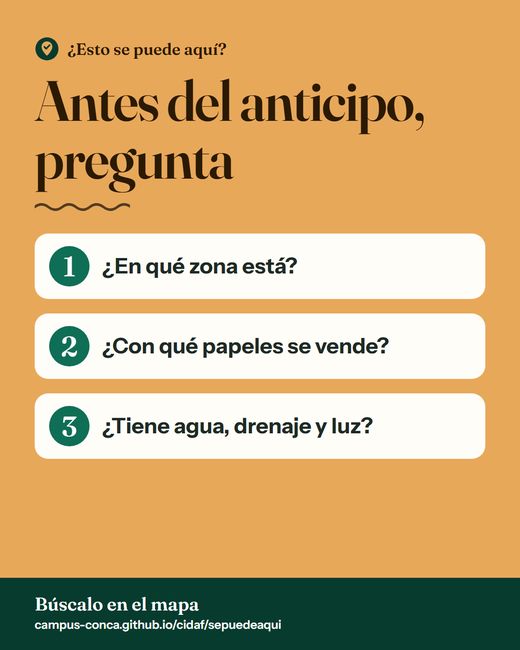 ¿Esto se puede aquí?
Antes del anticipo,
pregunta
1 ¿En qué zona está?
2 ¿Con qué papeles se vende?
3 ¿Tiene agua, drenaje y luz?
Búscalo en el mapa
campus-conca.github.io/cidaf/sepuedeaqui